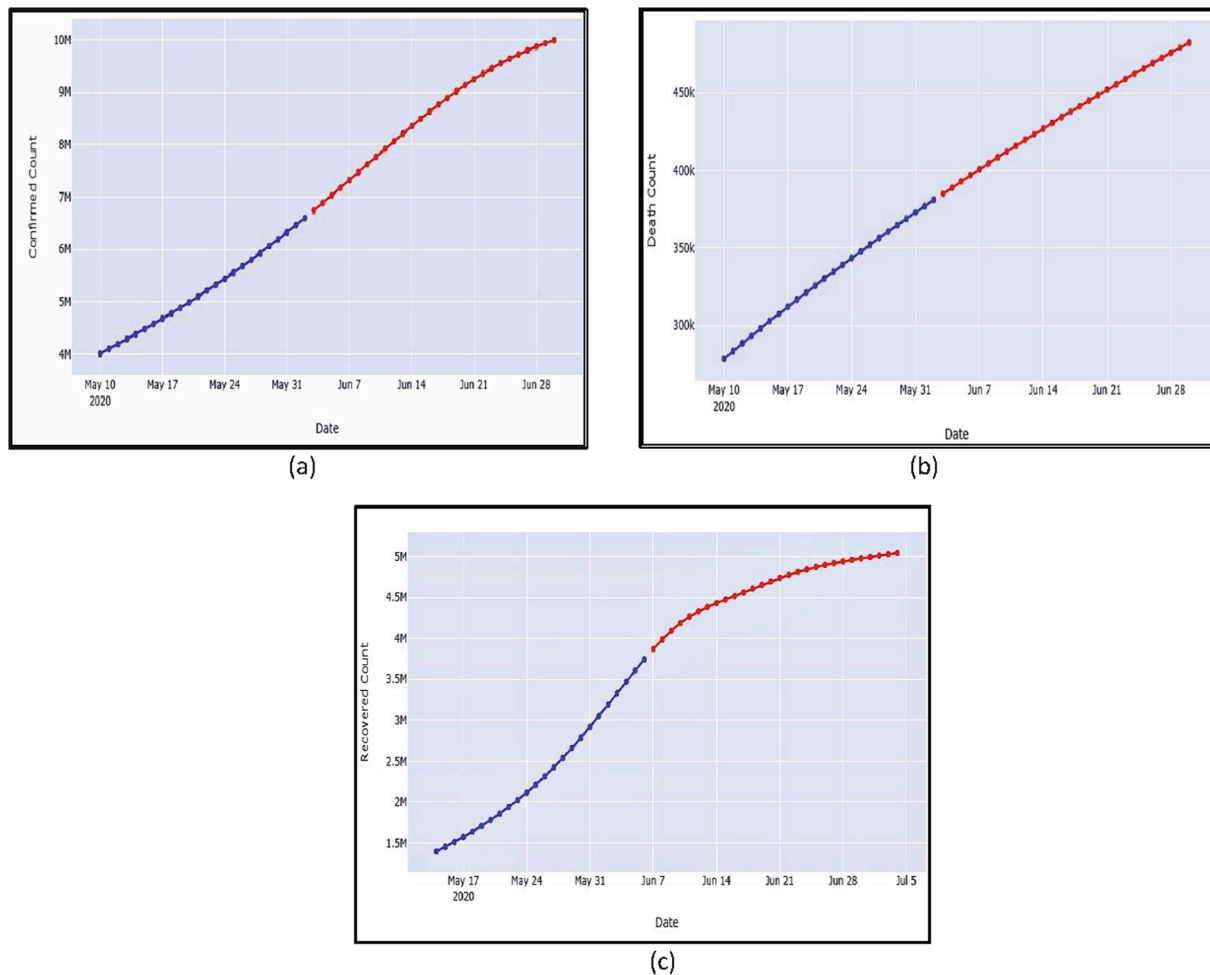 10M
9M
8M
7M
6M
5M
4M
Confirmed Count
May 10 May 17 May 24 May 31 Jun 7 Jun 14 Jun 21 Jun 28
2020
Date
(a)
450k
400k
350k
300k
Death Count
May 10 May 17 May 24 May 31 Jun 7 Jun 14 Jun 21 Jun 28
2020
Date
(b)
5M
4.5M
4M
3.5M
3M
2.5M
2M
1.5M
Recovered Count
May 17 May 24 May 31 Jun 7 Jun 14 Jun 21 Jun 28 Jul 5
2020
Date
(c)